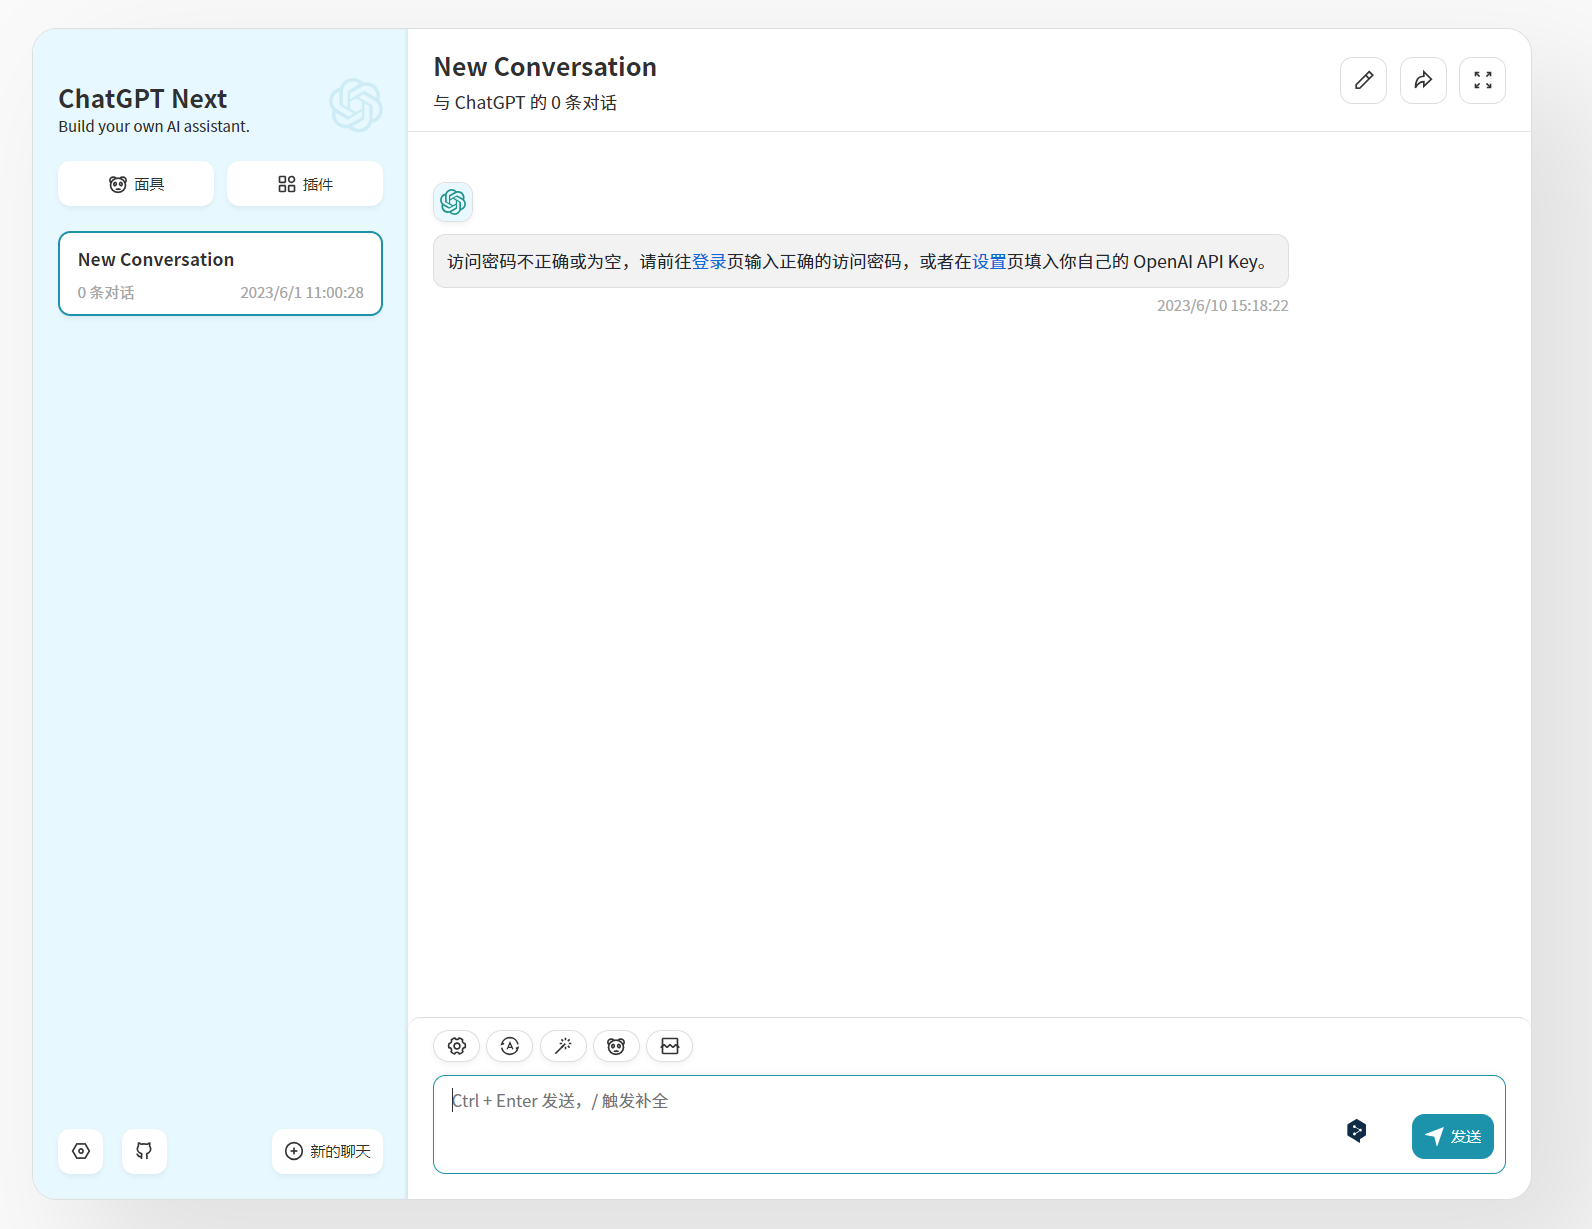 ChatGPT Next
Build your own AI assistant.
面具
插件
New Conversation
0 条对话
2023/6/1 11:00:28
新的聊天
New Conversation
与 ChatGPT 的 0 条对话
访问密码不正确或为空，请前往登录页输入正确的访问密码，或者在设置页填入你自己的 OpenAI API Key。
2023/6/10 15:18:22
Ctrl + Enter 发送，/ 触发补全
发送